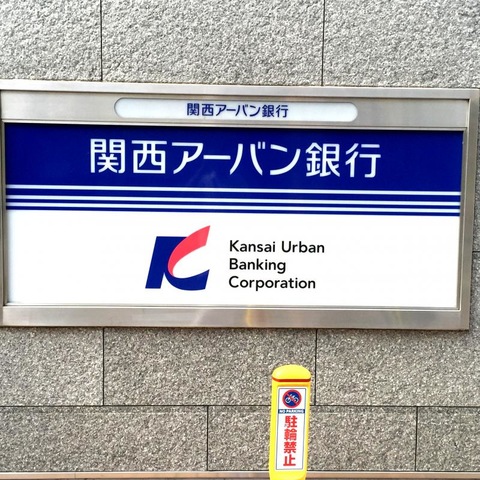 関西アーバン銀行
関西アーバン銀行
Kansai Urban
Banking
Corporation
NO PARKING
駐輪禁止